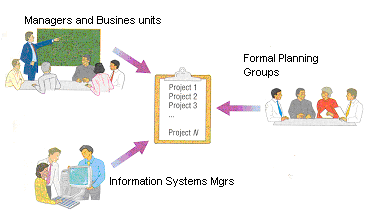 Managers and Busines units
Formal Planning
Groups
Project 1
Project 2
Project 3
...
Project N
Information Systems Mgrs